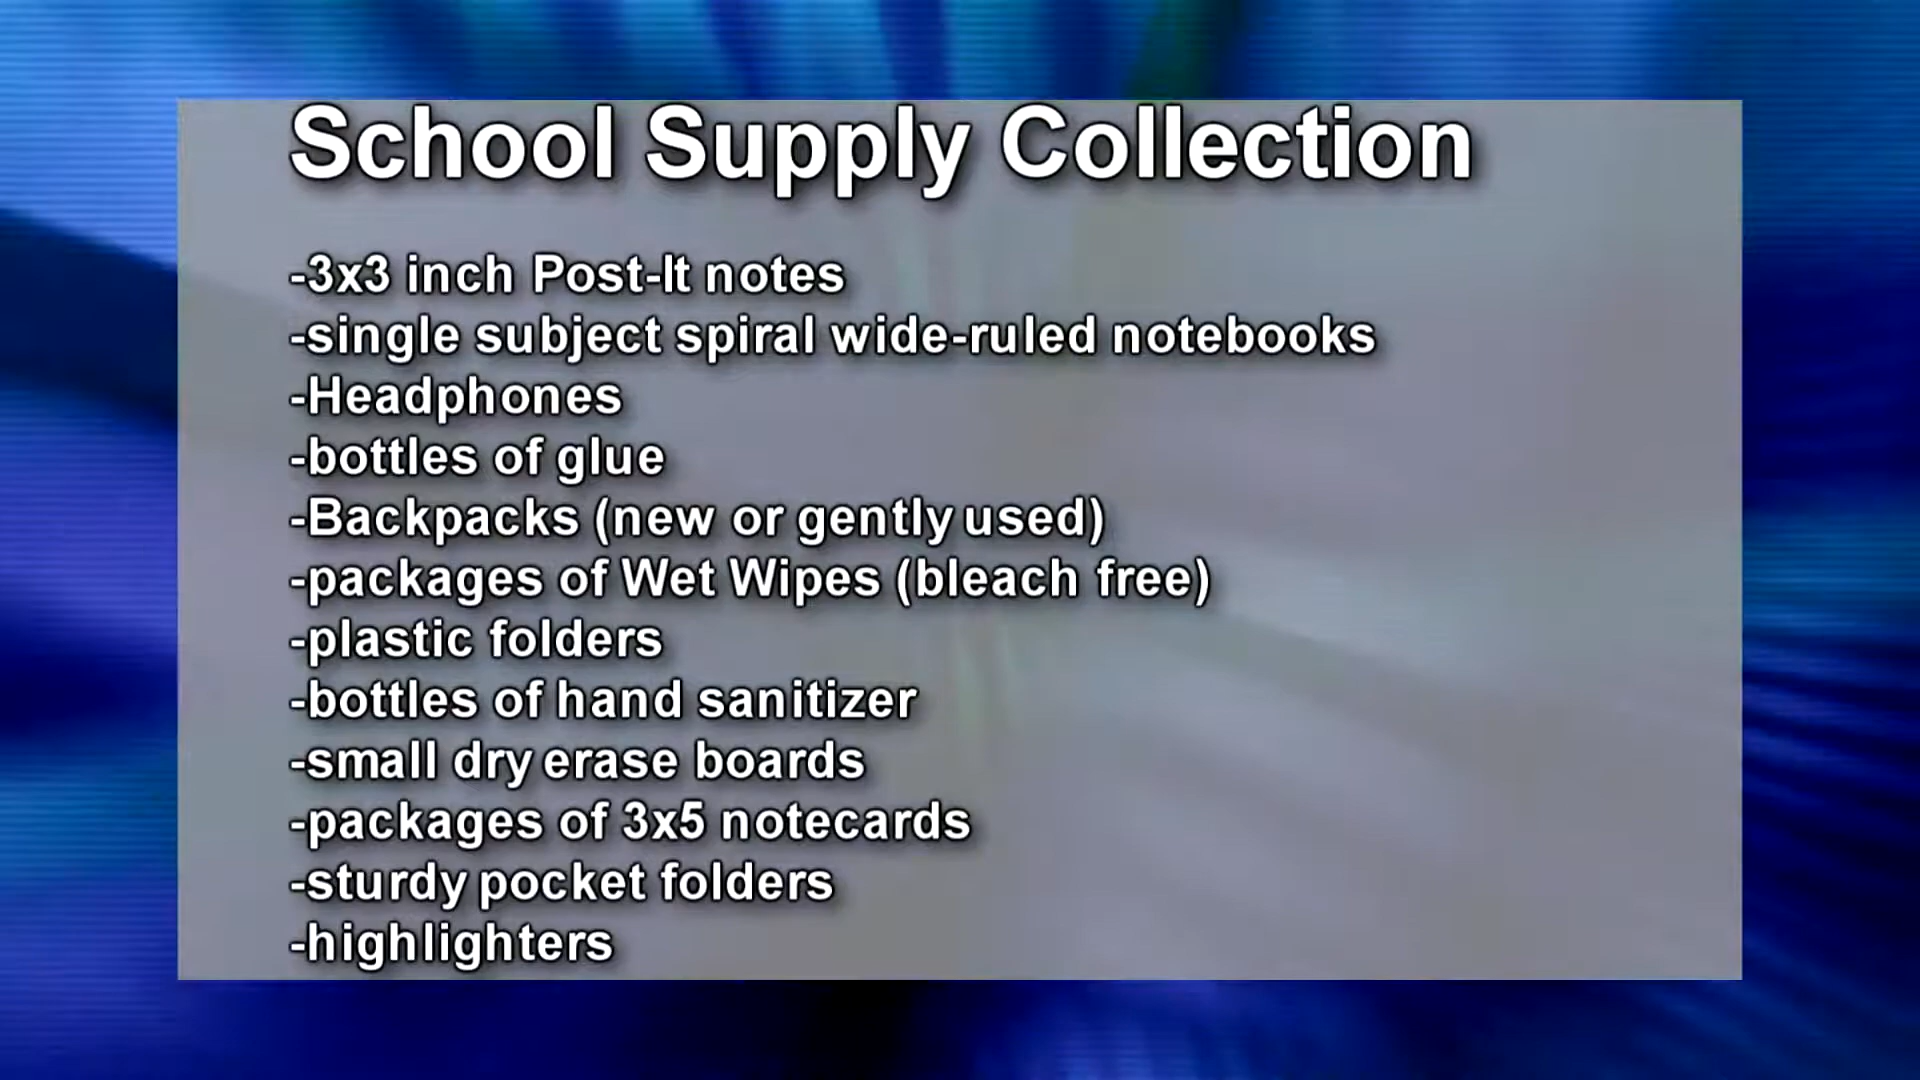 School Supply Collection
-3x3 inch Post-It notes
-single subject spiral wide-ruled notebooks
-Headphones
-bottles of glue
-Backpacks (new or gently used)
-packages of Wet Wipes (bleach free)
-plastic folders
-bottles of hand sanitizer
-small dry erase boards
-packages of 3x5 notecards
-sturdy pocket folders
-highlighters